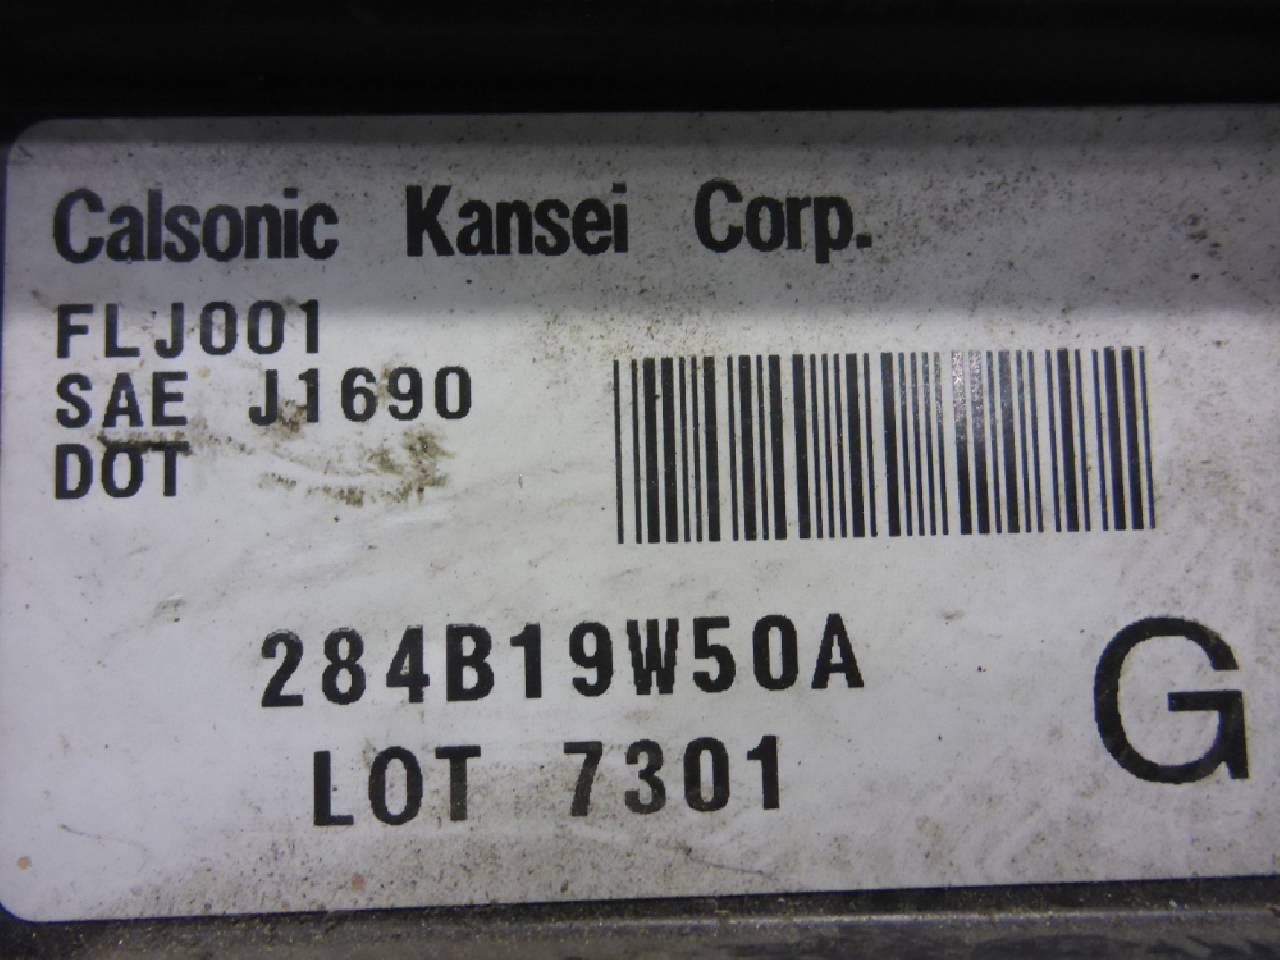 Calsonic Kansei Corp.
FLJ001
SAE J1690
DOT
284B19W50A
G
LOT 7301